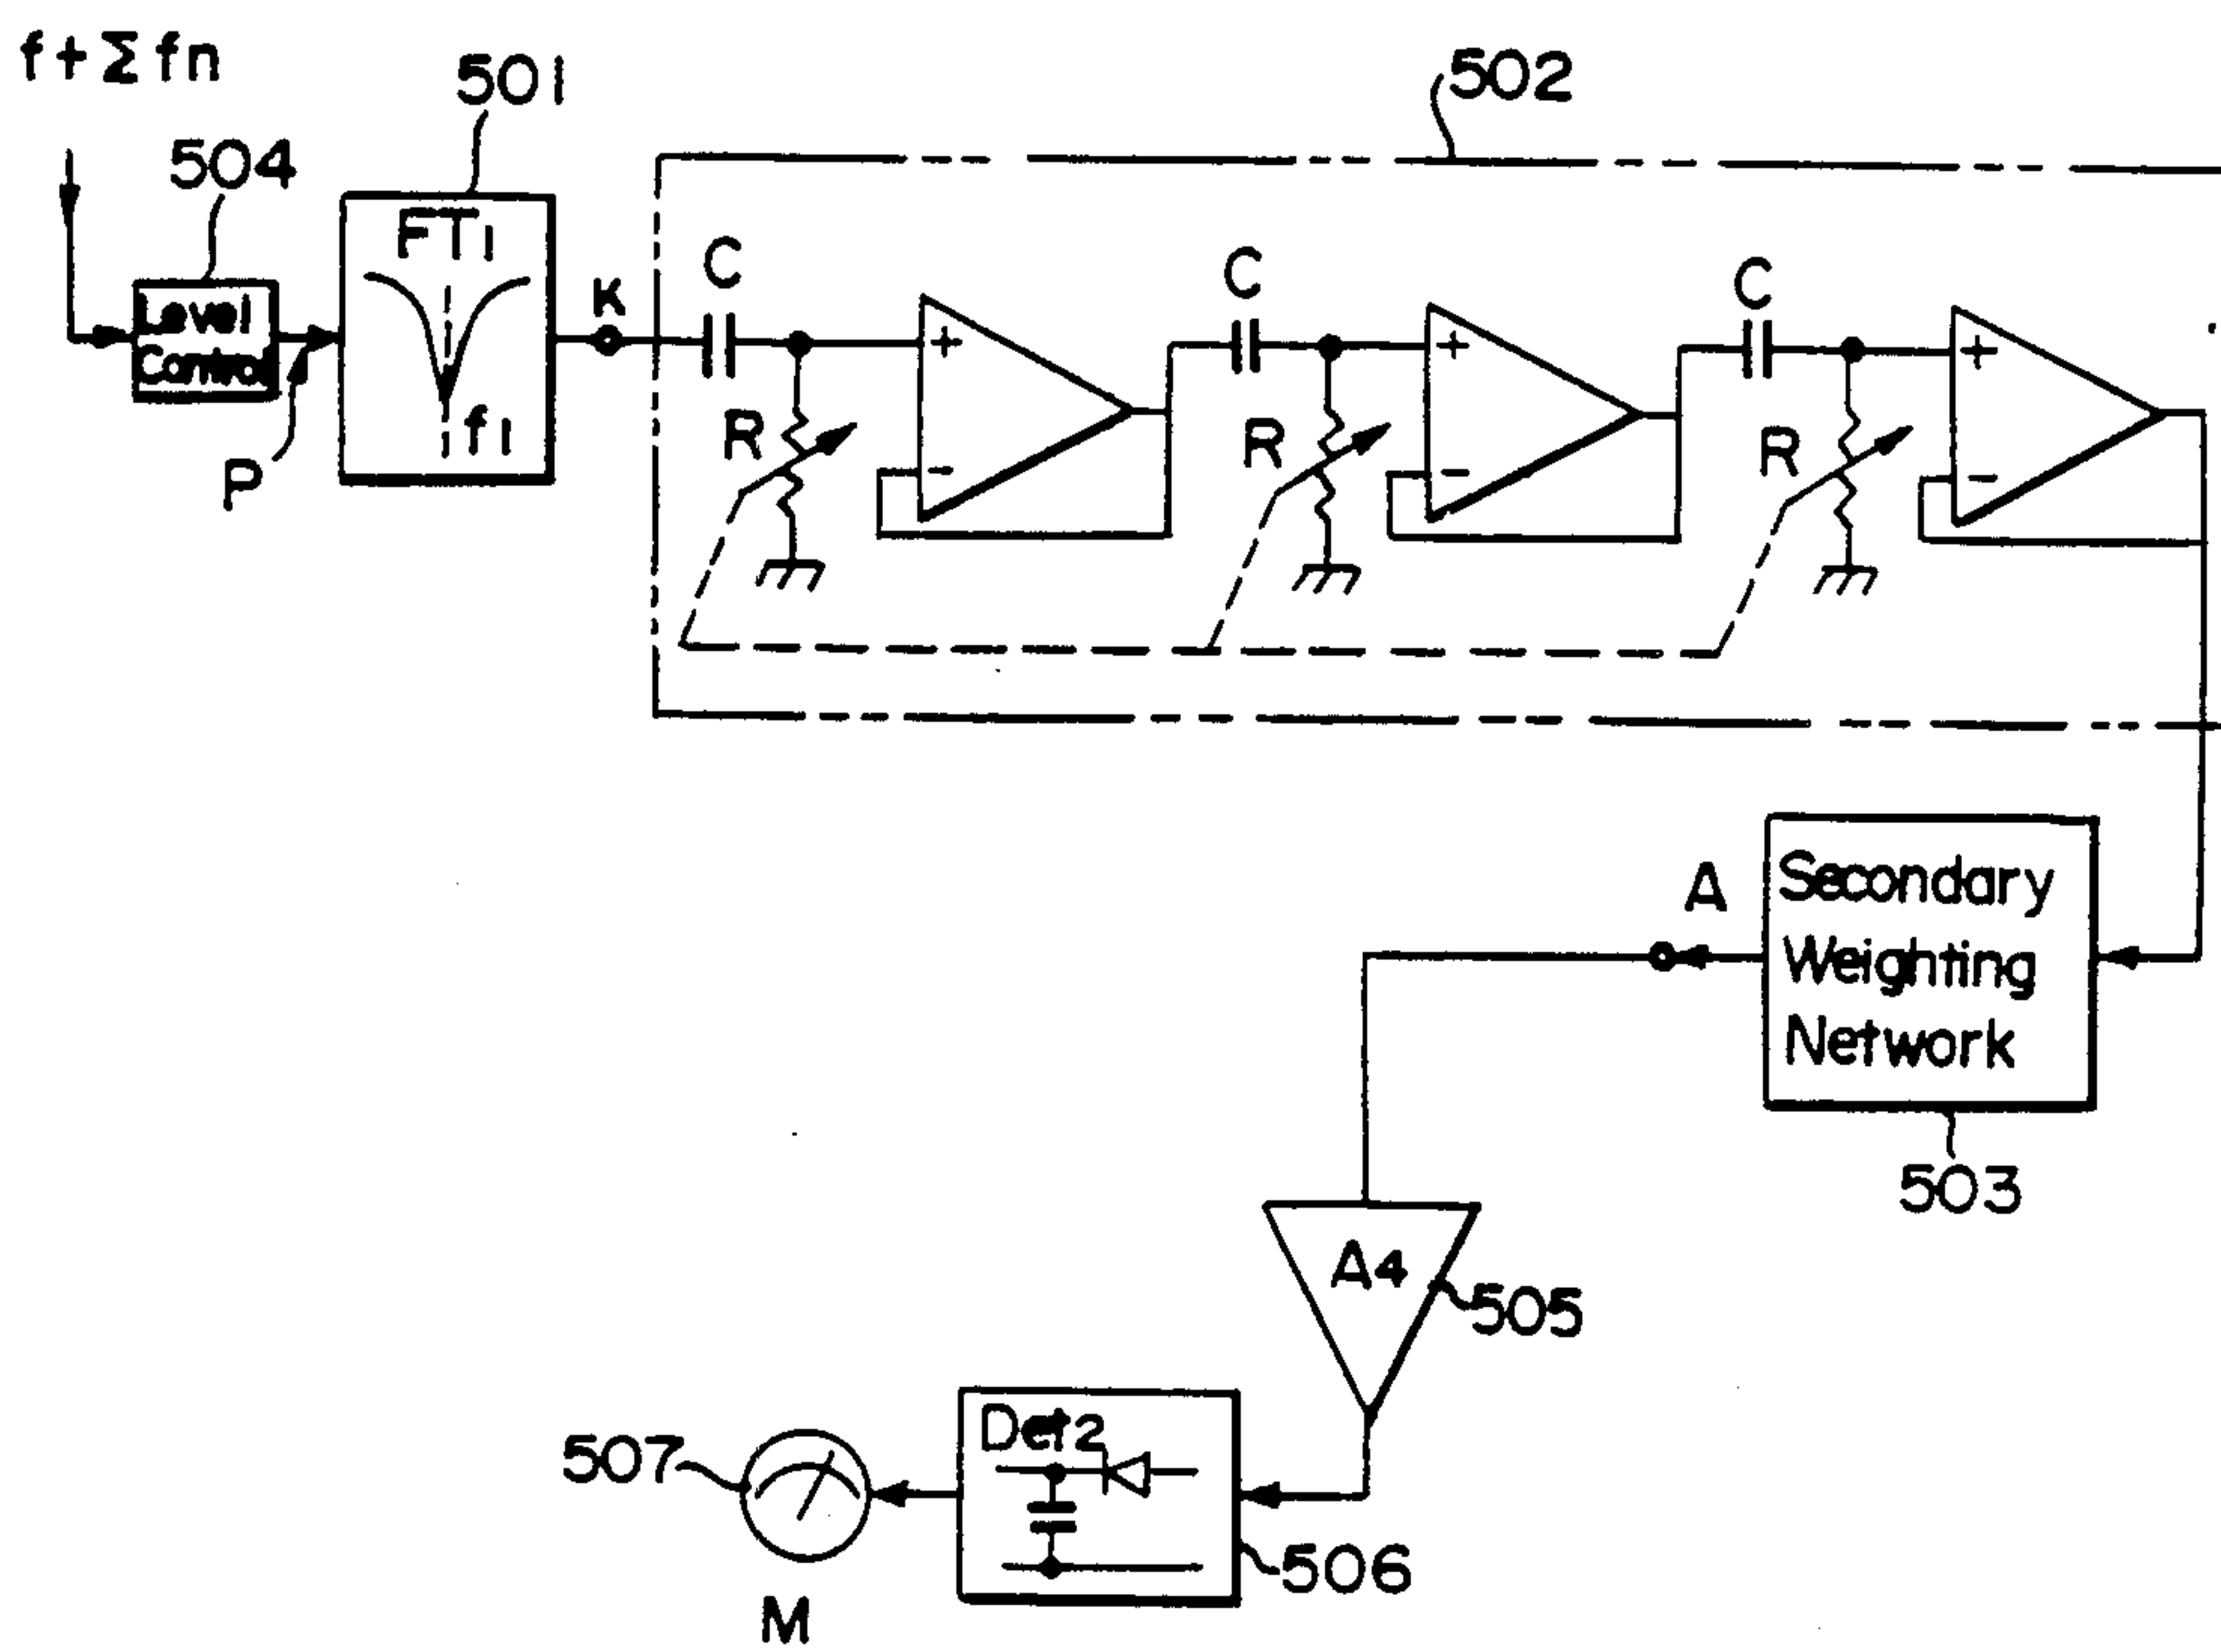 f+Σfn
501
502
504
FT1
Level
Control
K
C
C
C
+
+
+
R
R
R
-
-
-
f1
P
A
Secondary
Weighting
Network
503
A4
505
Det2
507
506
M